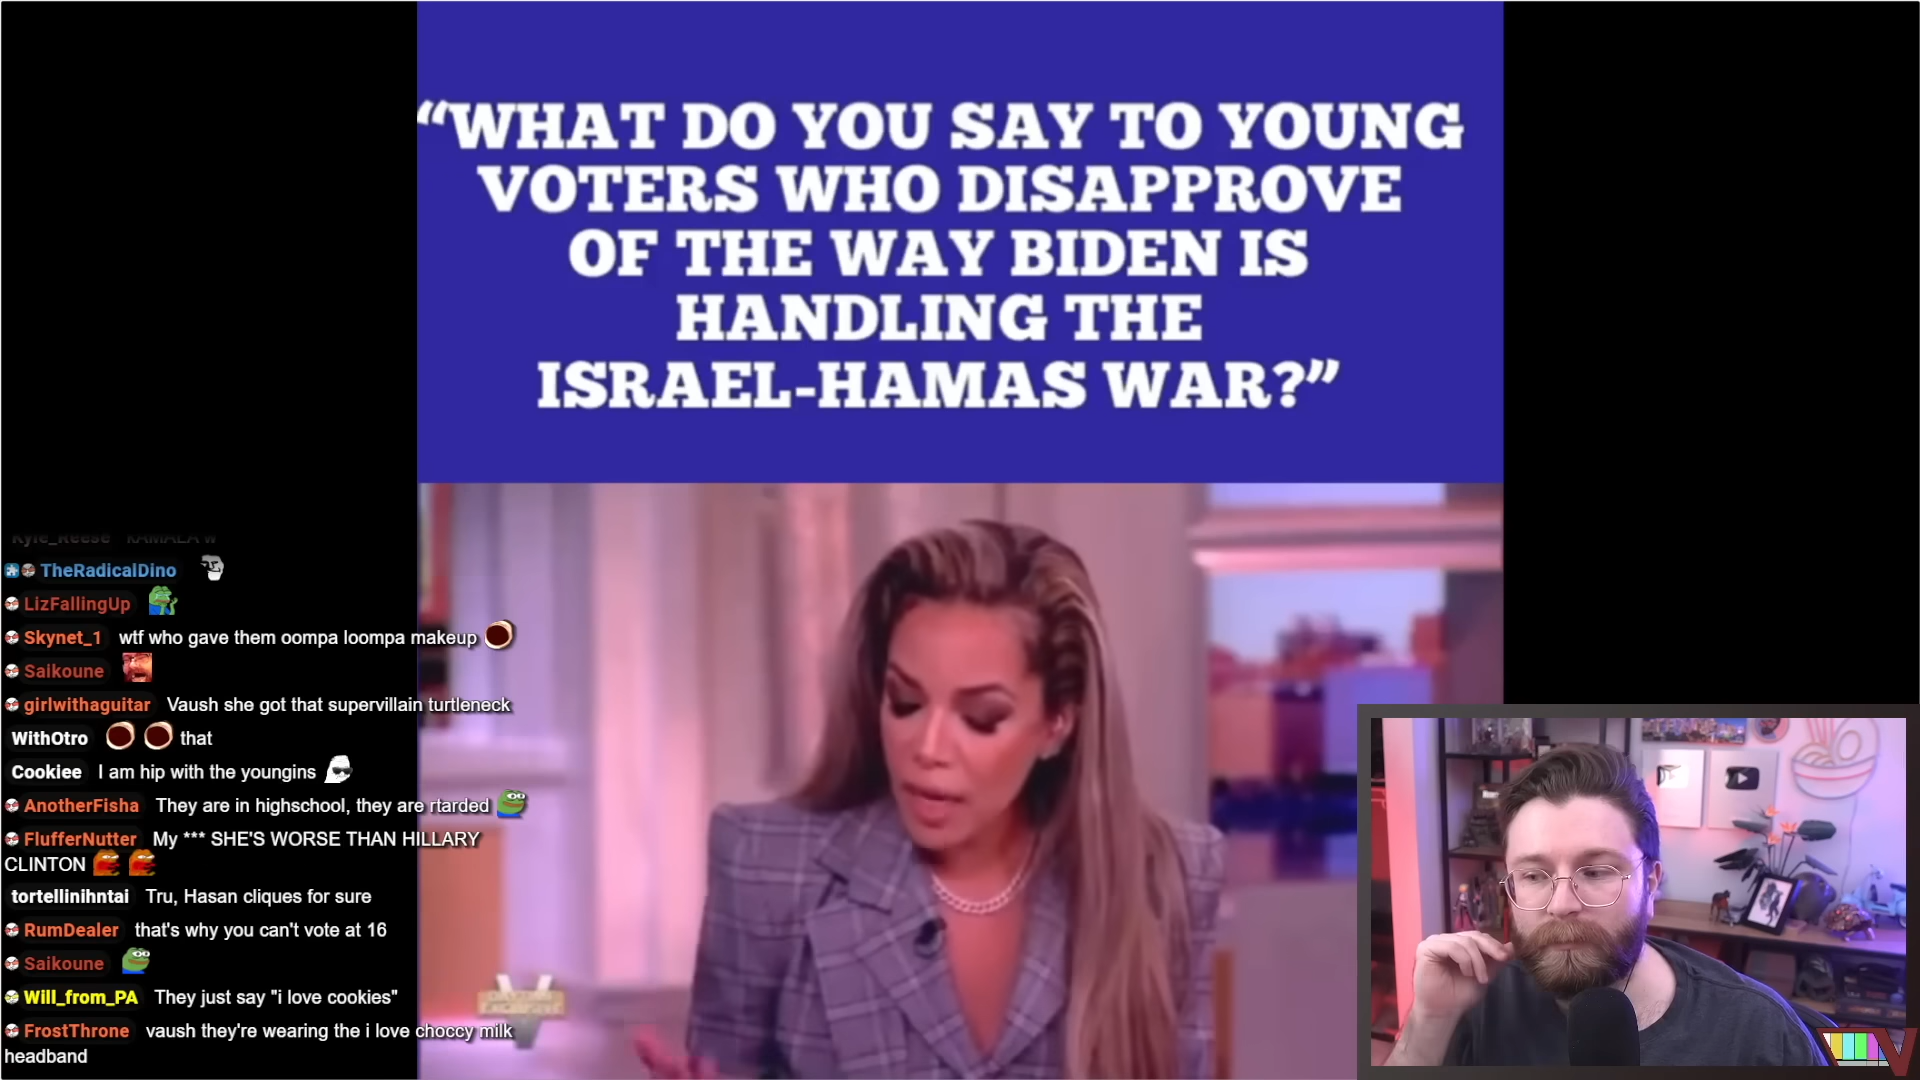 “WHAT DO YOU SAY TO YOUNG
VOTERS WHO DISAPPROVE
OF THE WAY BIDEN IS
HANDLING THE
ISRAEL-HAMAS WAR?”
Kyle_Reese KAMALA W
TheRadicalDino
LizFallingUp
Skynet_1 wtf who gave them oompa loompa makeup
Saikoune
girlwithaguitar Vaush she got that supervillain turtleneck
WithOtro that
Cookiee I am hip with the youngins
AnotherFisha They are in highschool, they are rtarded
FlufferNutter My *** SHE'S WORSE THAN HILLARY
CLINTON
tortellinihntai Tru, Hasan cliques for sure
RumDealer that's why you can't vote at 16
Saikoune
Will_from_PA They just say "i love cookies"
FrostThrone vaush they're wearing the i love choccy milk
headband